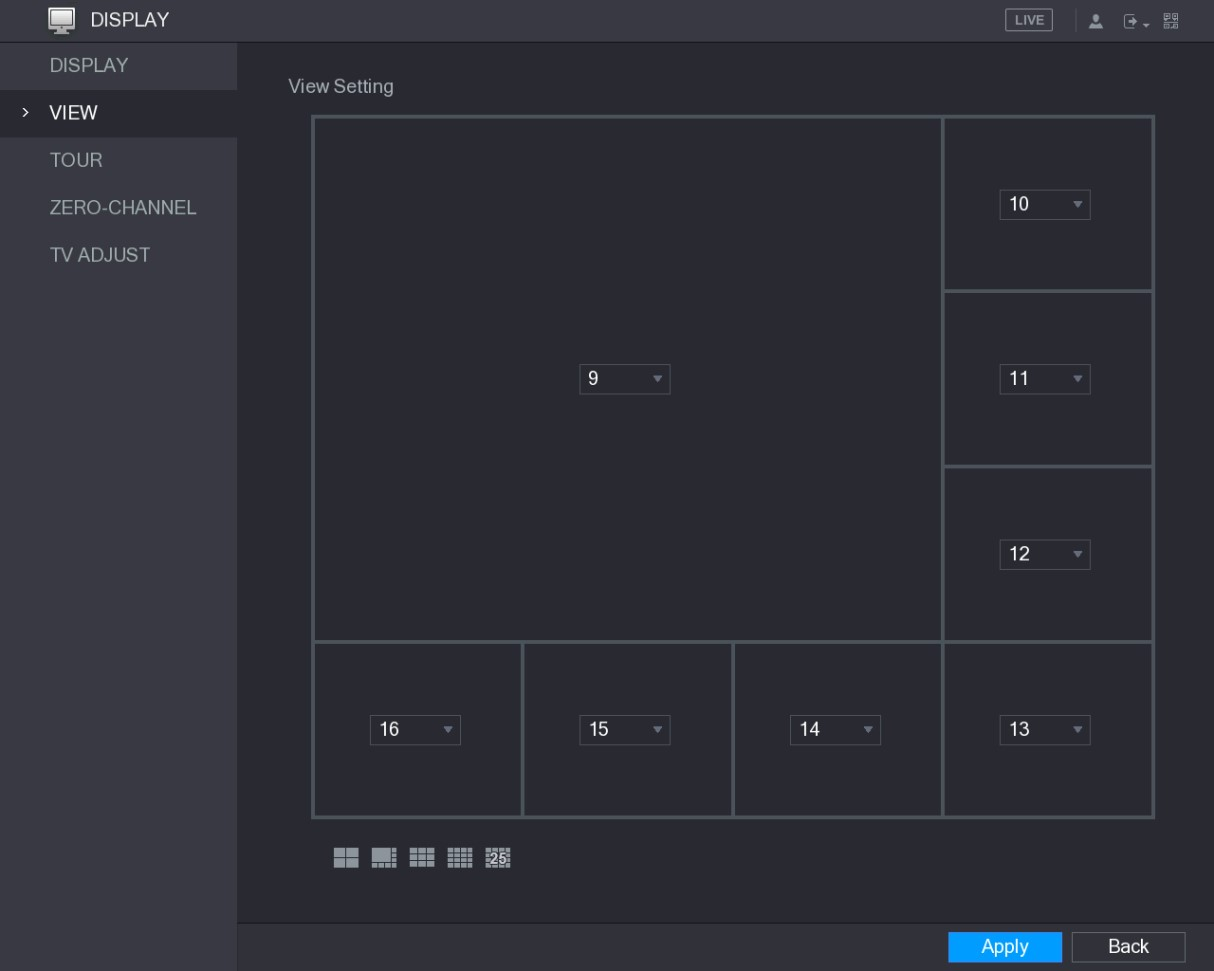 DISPLAY
LIVE
DISPLAY
VIEW
TOUR
ZERO-CHANNEL
TV ADJUST
View Setting
10
9
11
12
16
15
14
13
25
Apply
Back